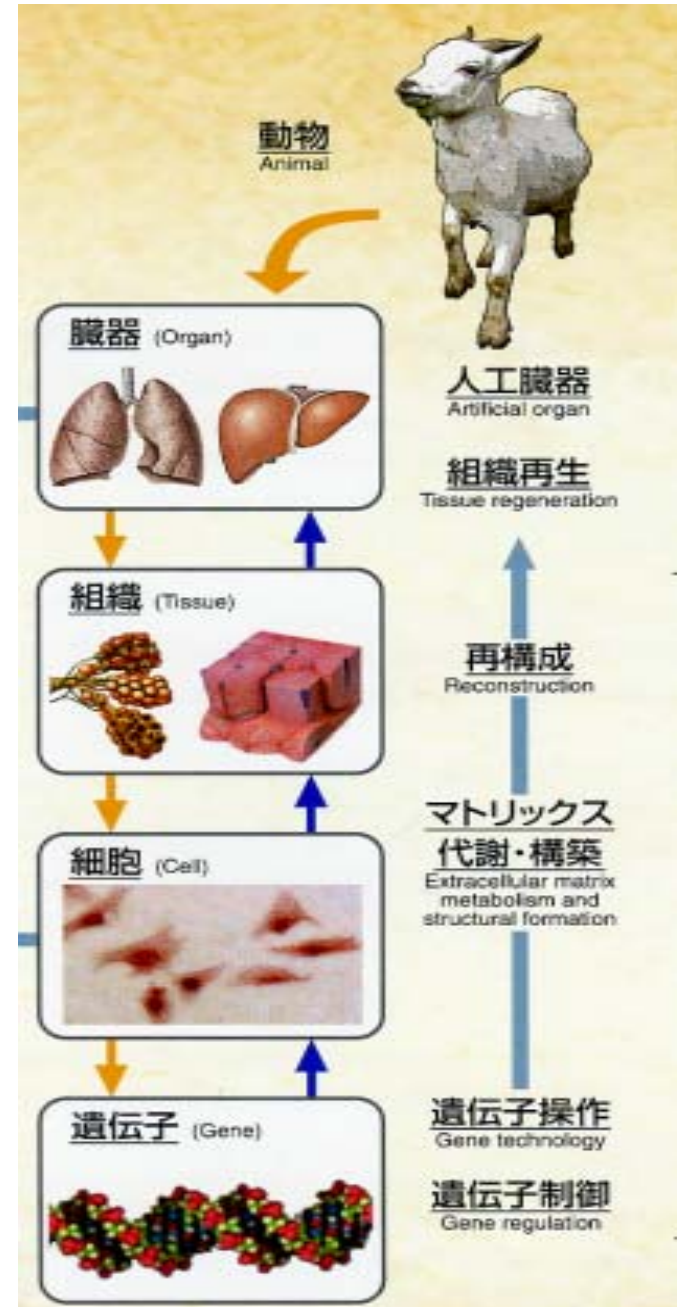 動物
Animal
臓器 (Organ)
人工臓器
Artificial organ
組織再生
Tissue regeneration
組織 (Tissue)
再構成
Reconstruction
マトリックス
代謝・構築
Extracellular matrix
metabolism and
structural formation
細胞 (Cell)
遺伝子 (Gene)
遺伝子操作
Gene technology
遺伝子制御
Gene regulation